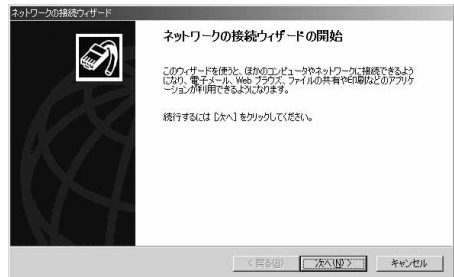 ネットワークの接続ウィザード
ネットワークの接続ウィザードの開始
このウィザードを使うと、ほかのコンピュータやネットワークに接続できるよう
になり、電子メール、Web ブラウズ、ファイルの共有や印刷などのアプリケ
ーションが利用できるようになります。
続行するには [次へ] をクリックしてください。
< 戻る(B) 次へ(N) > キャンセル